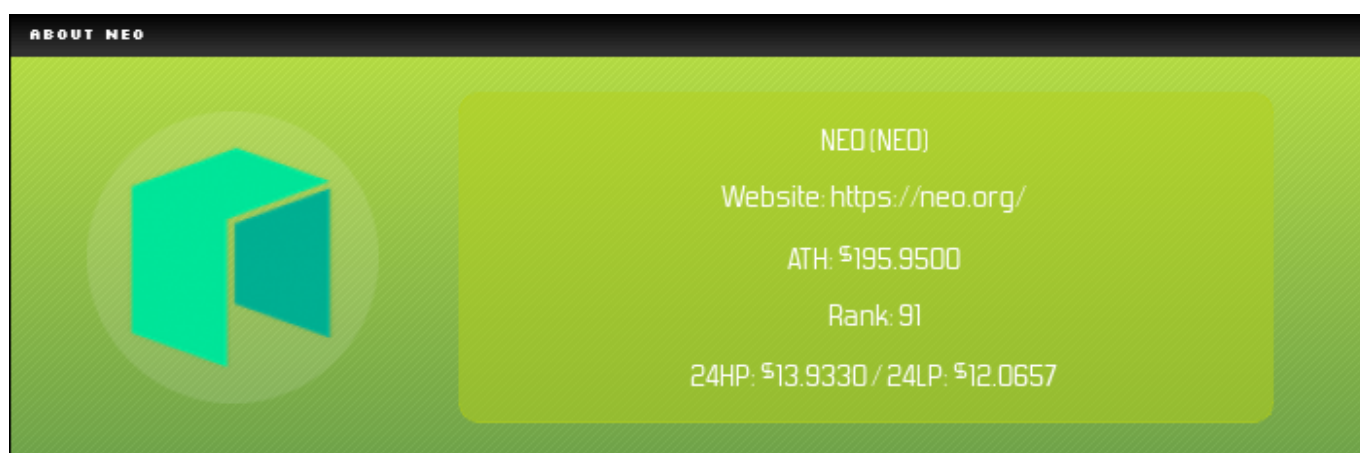 ABOUT NEO
NEO (NEO)
Website: https://neo.org/
ATH: $195.9500
Rank: 91
24HP: $13.9330 / 24LP: $12.0657